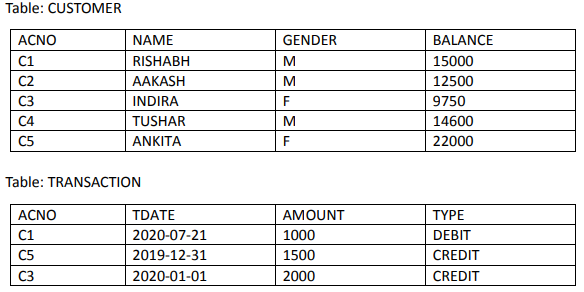 Table: CUSTOMER
ACNO NAME GENDER BALANCE
C1 RISHABH M 15000
C2 AAKASH M 12500
C3 INDIRA F 9750
C4 TUSHAR M 14600
C5 ANKITA F 22000
Table: TRANSACTION
ACNO TDATE AMOUNT TYPE
C1 2020-07-21 1000 DEBIT
C5 2019-12-31 1500 CREDIT
C3 2020-01-01 2000 CREDIT